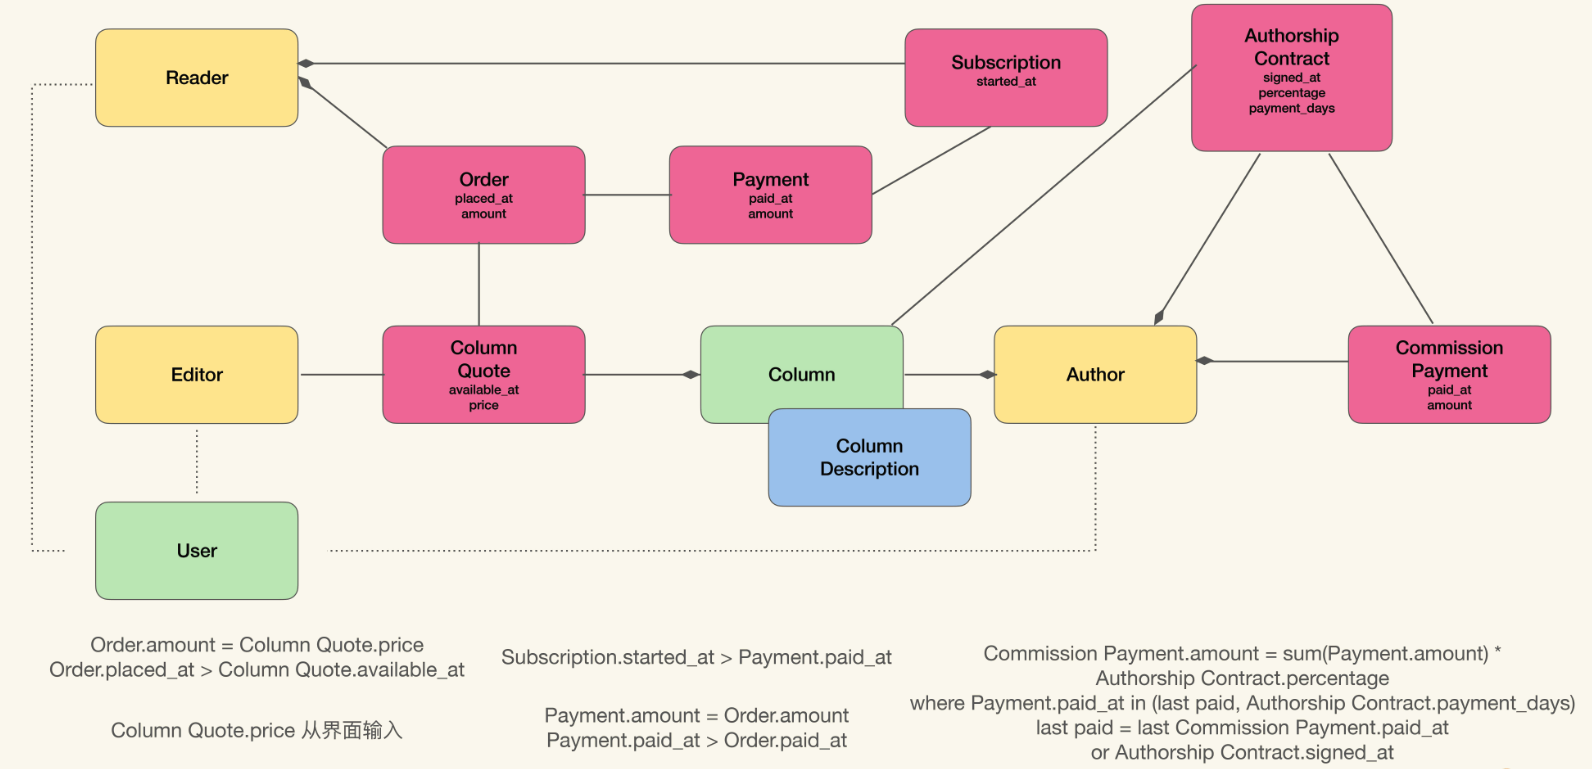 Reader
Subscription
started_at
Authorship
Contract
signed_at
percentage
payment_days
Order
placed_at
amount
Payment
paid_at
amount
Editor
Column
Quote
available_at
price
Column
Author
Commission
Payment
paid_at
amount
Column
Description
User
Order.amount = Column Quote.price
Order.placed_at > Column Quote.available_at
Column Quote.price 从界面输入
Subscription.started_at > Payment.paid_at
Payment.amount = Order.amount
Payment.paid_at > Order.paid_at
Commission Payment.amount = sum(Payment.amount) *
Authorship Contract.percentage
where Payment.paid_at in (last paid, Authorship Contract.payment_days)
last paid = last Commission Payment.paid_at
or Authorship Contract.signed_at